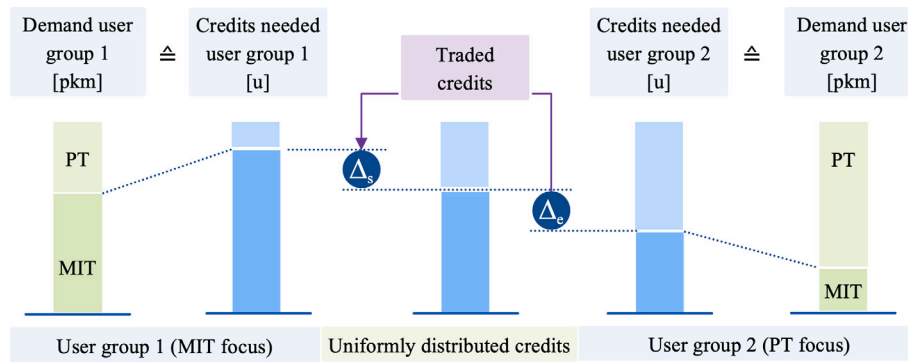 Demand user
group 1
[pkm]
≙
Credits needed
user group 1
[u]
Traded
credits
Credits needed
user group 2
[u]
≙
Demand user
group 2
[pkm]
PT
MIT
Δs
Δe
PT
MIT
User group 1 (MIT focus)
Uniformly distributed credits
User group 2 (PT focus)